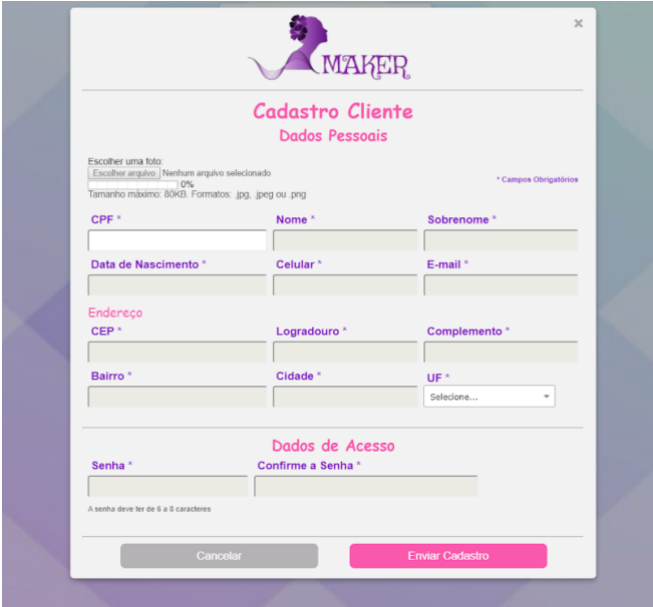 ×
MAKER
Cadastro Cliente
Dados Pessoais
Escolher uma foto:
Escolher arquivo Nenhum arquivo selecionado
0%
Tamanho máximo: 80KB. Formatos: .jpg, .jpeg ou .png
* Campos Obrigatórios
CPF * Nome * Sobrenome *
Data de Nascimento * Celular * E-mail *
Endereço
CEP * Logradouro * Complemento *
Bairro * Cidade * UF *
Selecione...
Dados de Acesso
Senha * Confirme a Senha *
A senha deve ter de 6 a 8 caracteres
Cancelar Enviar Cadastro